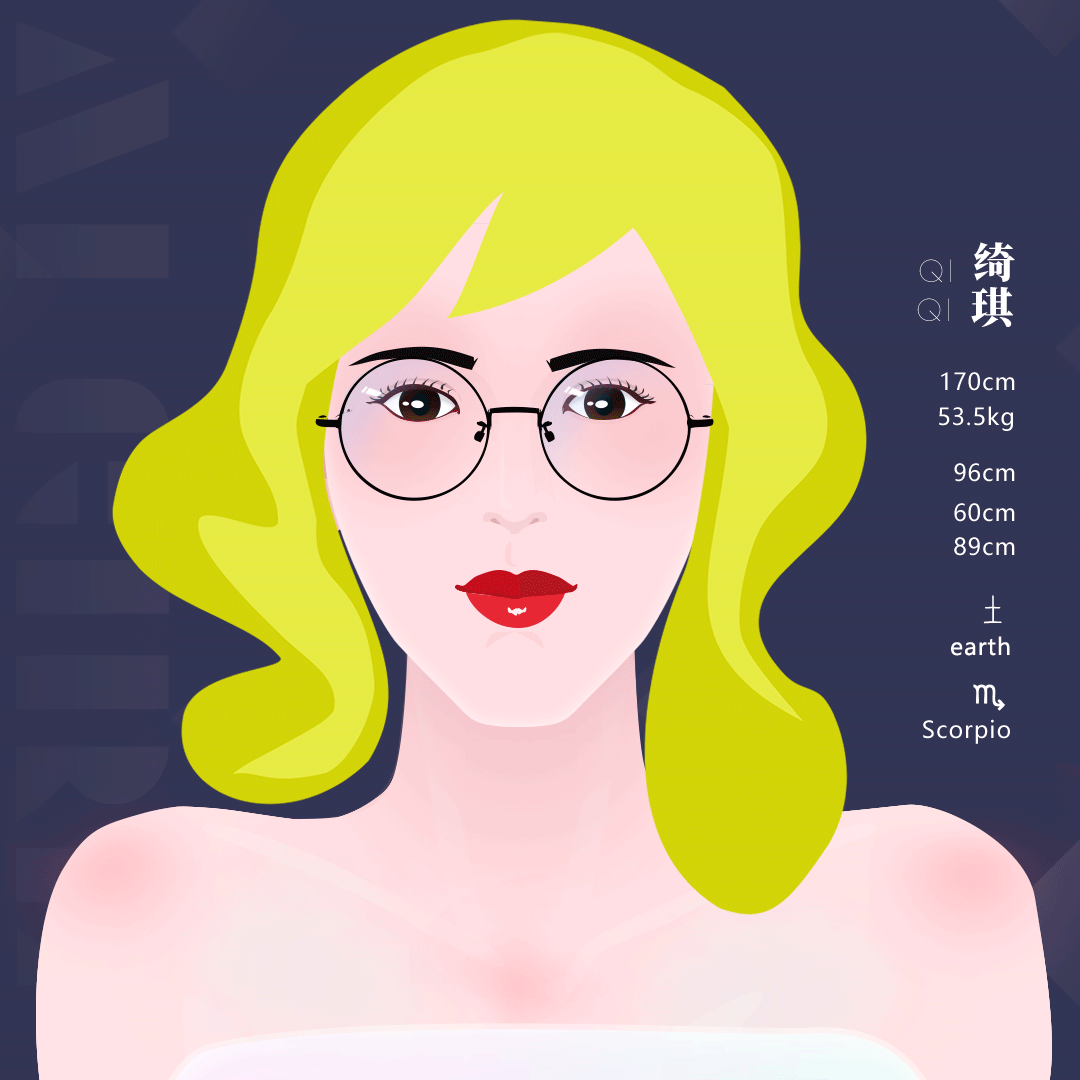 绮琪
QI
QI
170cm
53.5kg
96cm
60cm
89cm
土
earth
♏
Scorpio